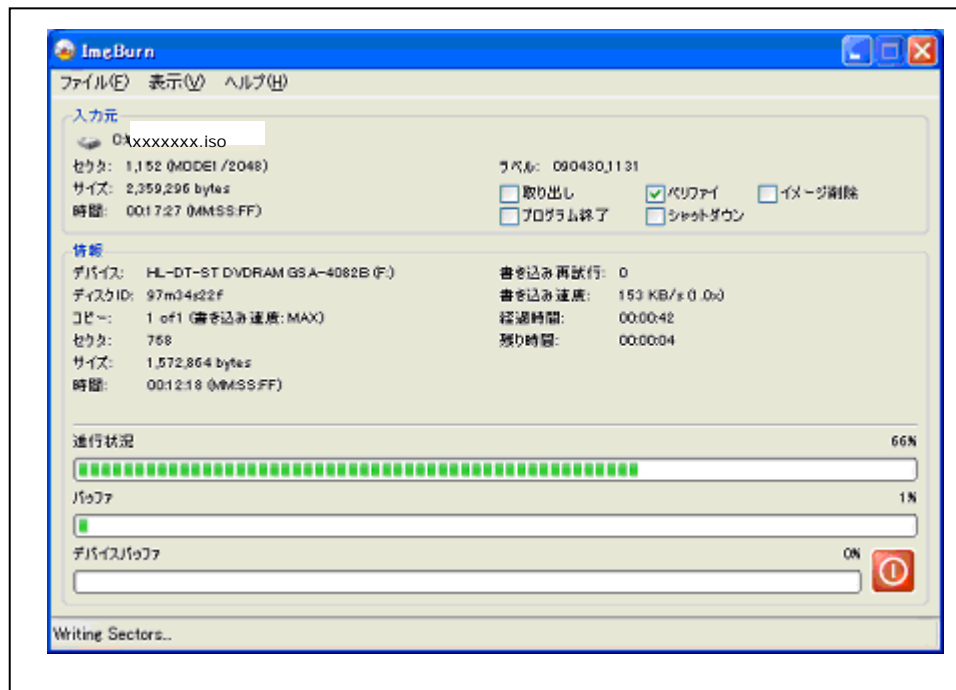 ImgBurn
ファイル(F) 表示(V) ヘルプ(H)
入力元
C:\xxxxxxx.iso
セクタ: 1,152 (MODE1/2048)
ラベル: 090430_1131
サイズ: 2,359,296 bytes
取り出し ベリファイ イメージ削除
時間: 00:17:27 (MM:SS:FF)
プログラム終了 シャットダウン
情報
デバイス: HL-DT-ST DVDRAM GSA-4082B (F:)
書き込み再試行: 0
ディスクID: 97m34s22f
書き込み速度: 153 KB/s (1.0x)
コピー: 1 of1 (書き込み速度: MAX)
経過時間: 00:00:42
セクタ: 768
残り時間: 00:00:04
サイズ: 1,572,864 bytes
時間: 00:12:18 (MM:SS:FF)
進行状況 66%
バッファ 1%
デバイスバッファ 0%
Writing Sectors...